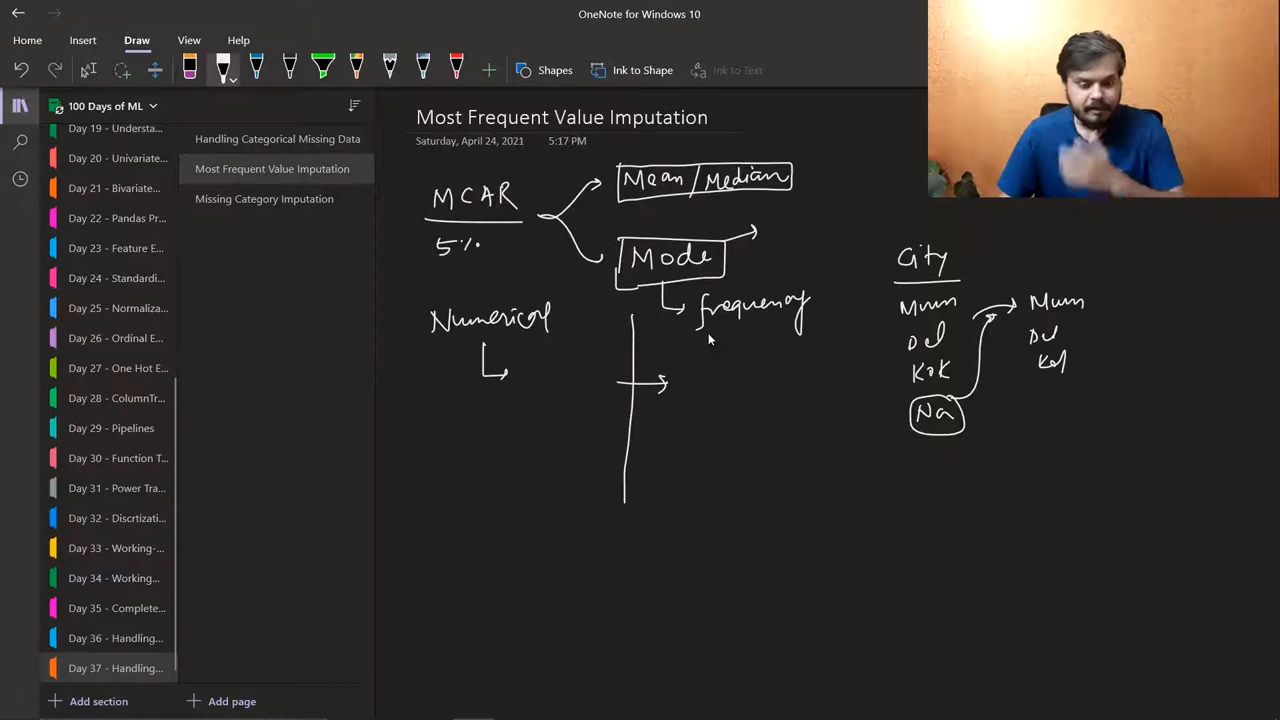 OneNote for Windows 10
Home
Insert
Draw
View
Help
Shapes
Ink to Shape
Ink to Text
100 Days of ML
Day 19 - Understa...
Day 20 - Univariate...
Day 21 - Bivariate...
Day 22 - Pandas Pr...
Day 23 - Feature E...
Day 24 - Standardi...
Day 25 - Normaliza...
Day 26 - Ordinal E...
Day 27 - One Hot E...
Day 28 - ColumnTr...
Day 29 - Pipelines
Day 30 - Function T...
Day 31 - Power Tra...
Day 32 - Discrtizati...
Day 33 - Working-...
Day 34 - Working...
Day 35 - Complete...
Day 36 - Handling...
Day 37 - Handling...
Add section
Handling Categorical Missing Data
Most Frequent Value Imputation
Missing Category Imputation
Add page
Most Frequent Value Imputation
Saturday, April 24, 2021
5:17 PM
MCAR
5%
Mean/Median
Mode
frequency
Numerical
City
Mum
Del
Kol
Na
Mum
Del
Kol